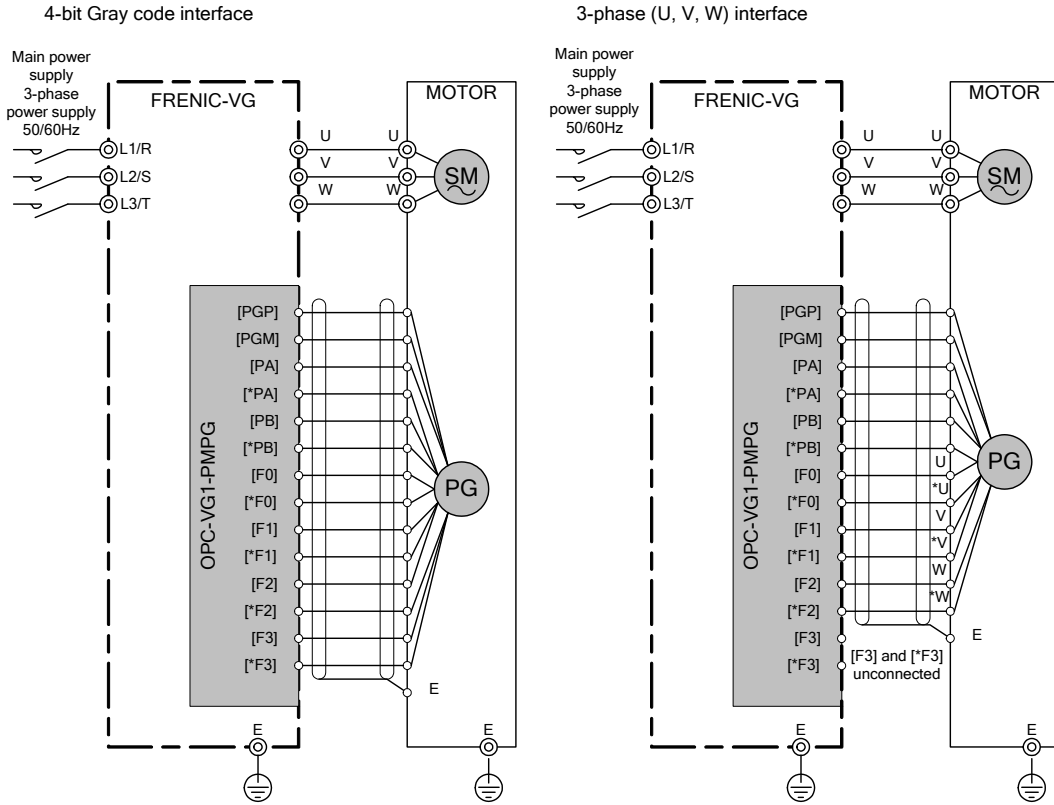 4-bit Gray code interface
Main power
supply
3-phase
power supply
50/60Hz
FRENIC-VG
MOTOR
L1/R
L2/S
L3/T
U
U
V
V
W
W
SM
OPC-VG1-PMPG
[PGP]
[PGM]
[PA]
[*PA]
[PB]
[*PB]
[F0]
[*F0]
[F1]
[*F1]
[F2]
[*F2]
[F3]
[*F3]
PG
E
E
E
3-phase (U, V, W) interface
Main power
supply
3-phase
power supply
50/60Hz
FRENIC-VG
MOTOR
L1/R
L2/S
L3/T
U
U
V
V
W
W
SM
OPC-VG1-PMPG
[PGP]
[PGM]
[PA]
[*PA]
[PB]
[*PB]
[F0]
[*F0]
[F1]
[*F1]
[F2]
[*F2]
[F3]
[*F3]
U
*U
V
*V
W
*W
PG
E
[F3] and [*F3]
unconnected
E
E